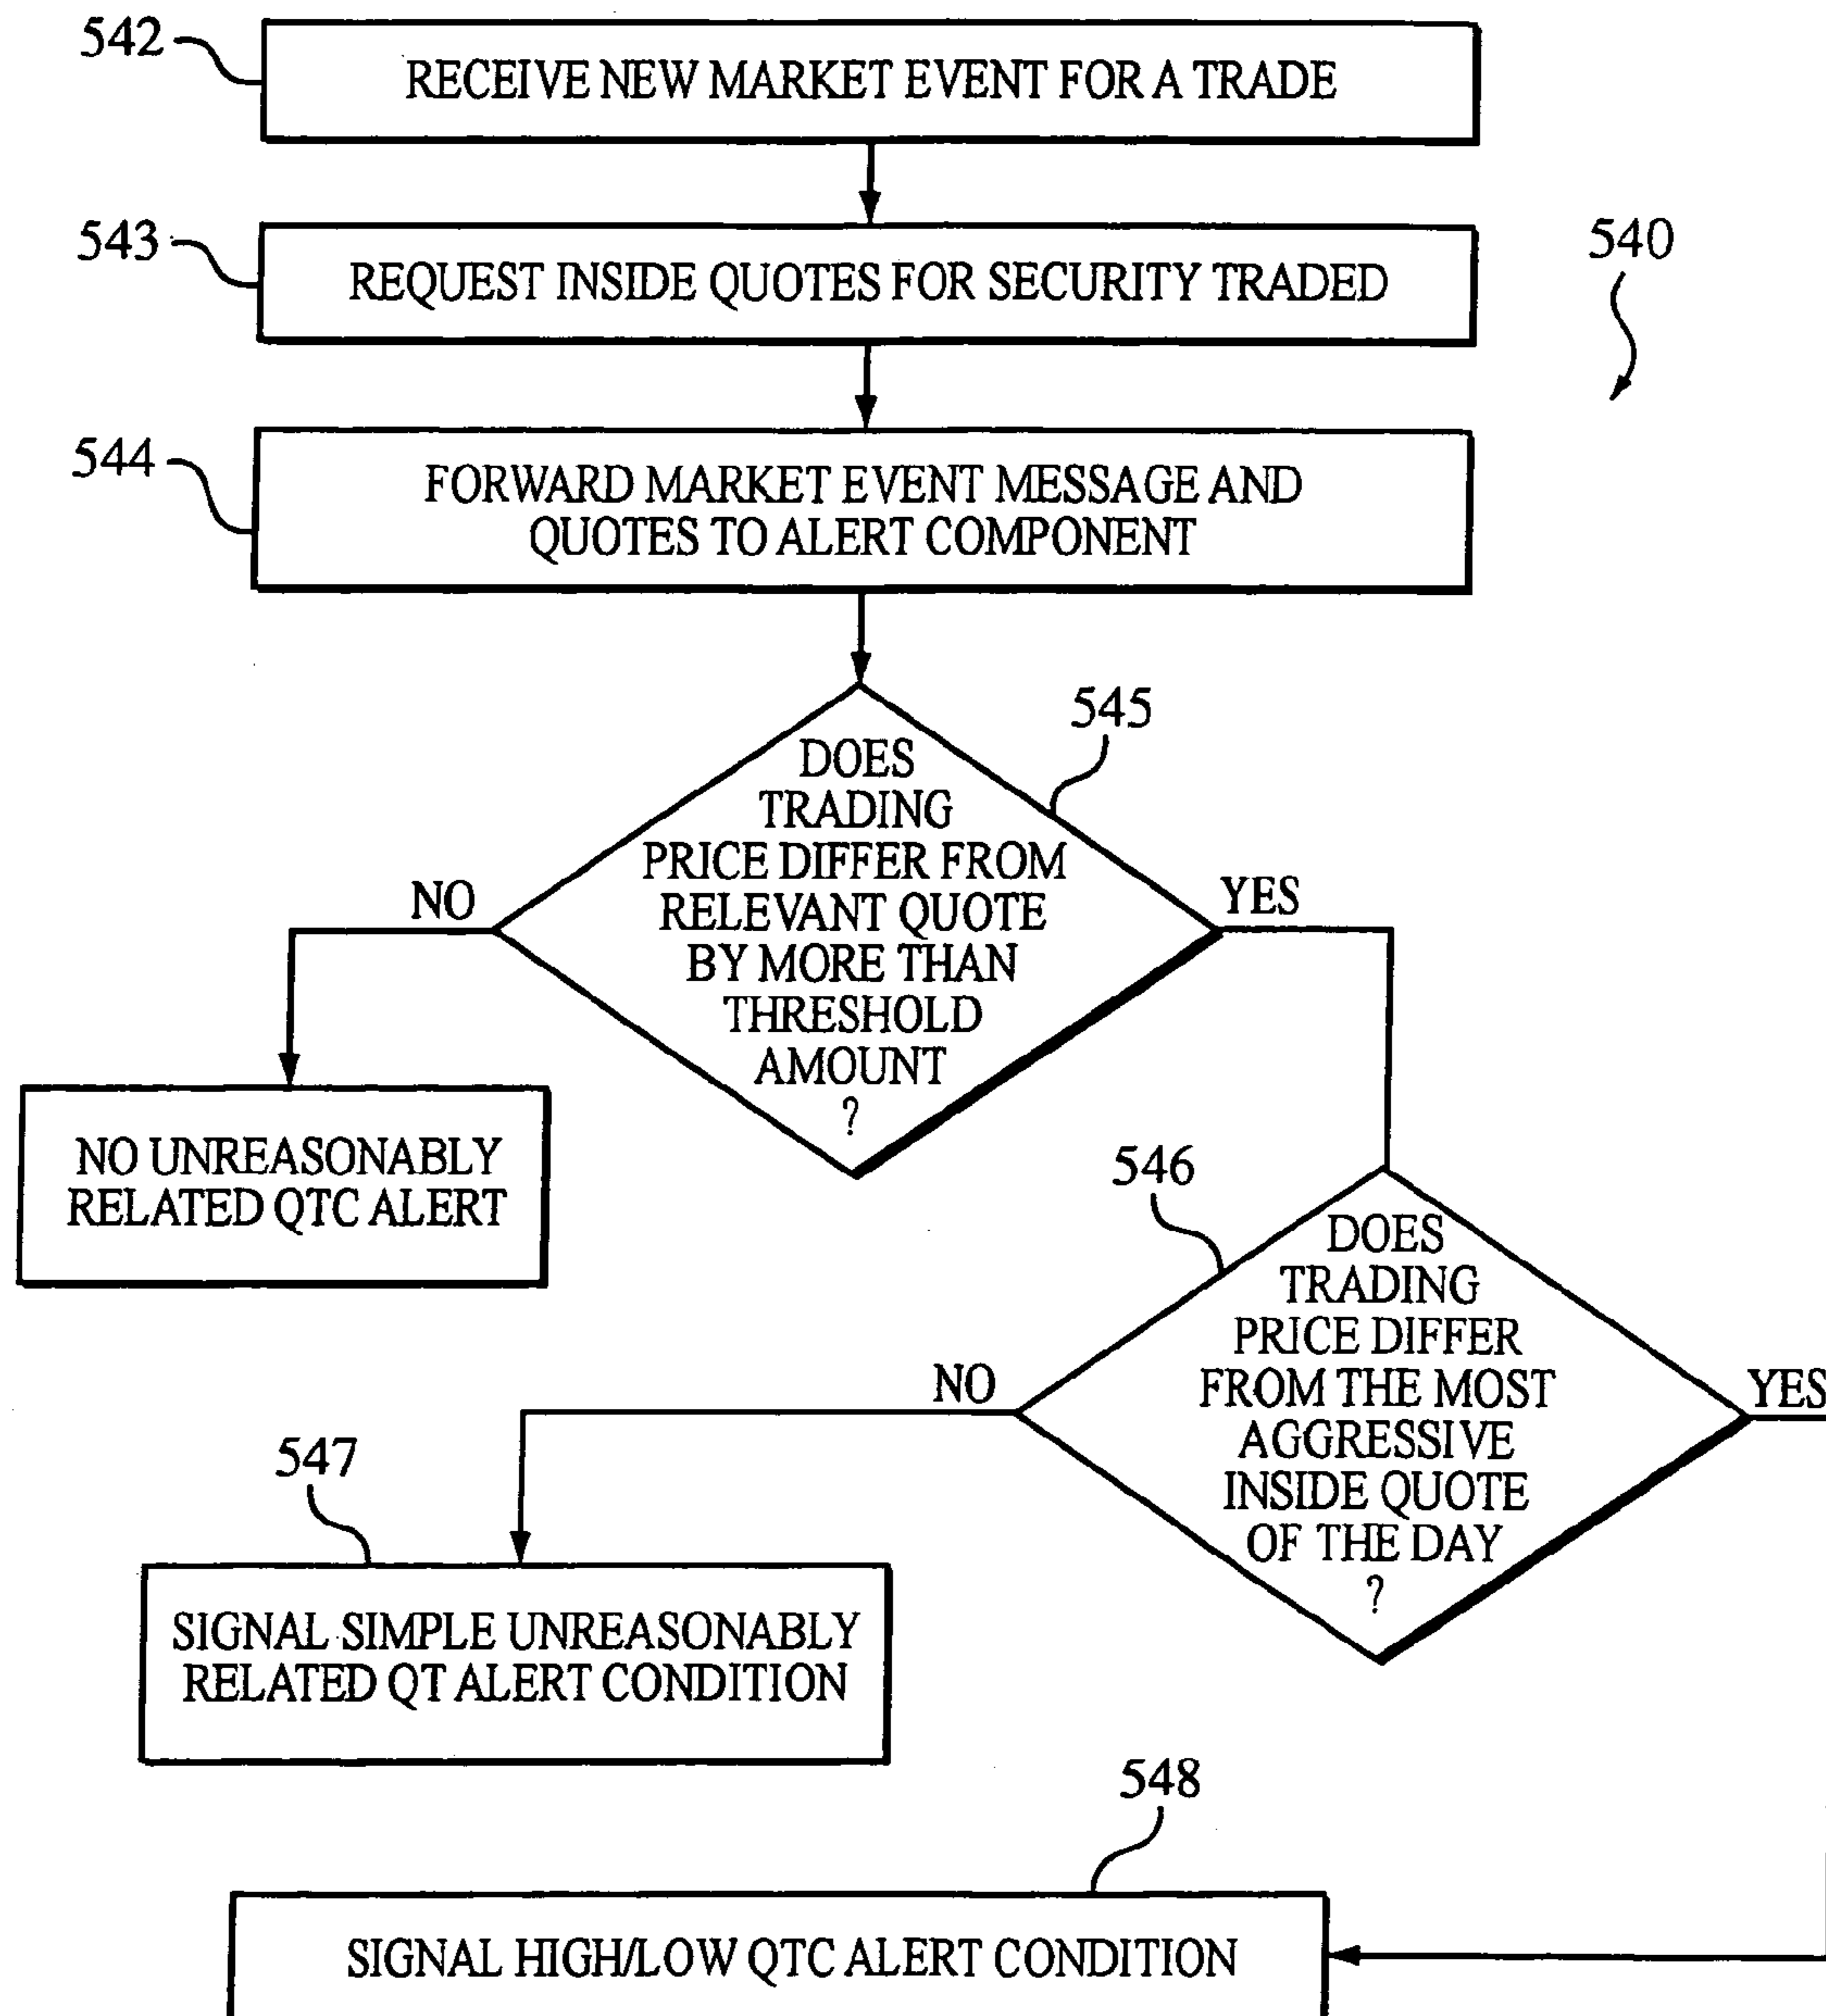 542
RECEIVE NEW MARKET EVENT FOR A TRADE
543
REQUEST INSIDE QUOTES FOR SECURITY TRADED
540
544
FORWARD MARKET EVENT MESSAGE AND
QUOTES TO ALERT COMPONENT
545
DOES
TRADING
PRICE DIFFER FROM
RELEVANT QUOTE
BY MORE THAN
THRESHOLD
AMOUNT
?
NO
YES
NO UNREASONABLY
RELATED QTC ALERT
546
DOES
TRADING
PRICE DIFFER
FROM THE MOST
AGGRESSIVE
INSIDE QUOTE
OF THE DAY
?
NO
YES
547
SIGNAL SIMPLE UNREASONABLY
RELATED QT ALERT CONDITION
548
SIGNAL HIGH/LOW QTC ALERT CONDITION